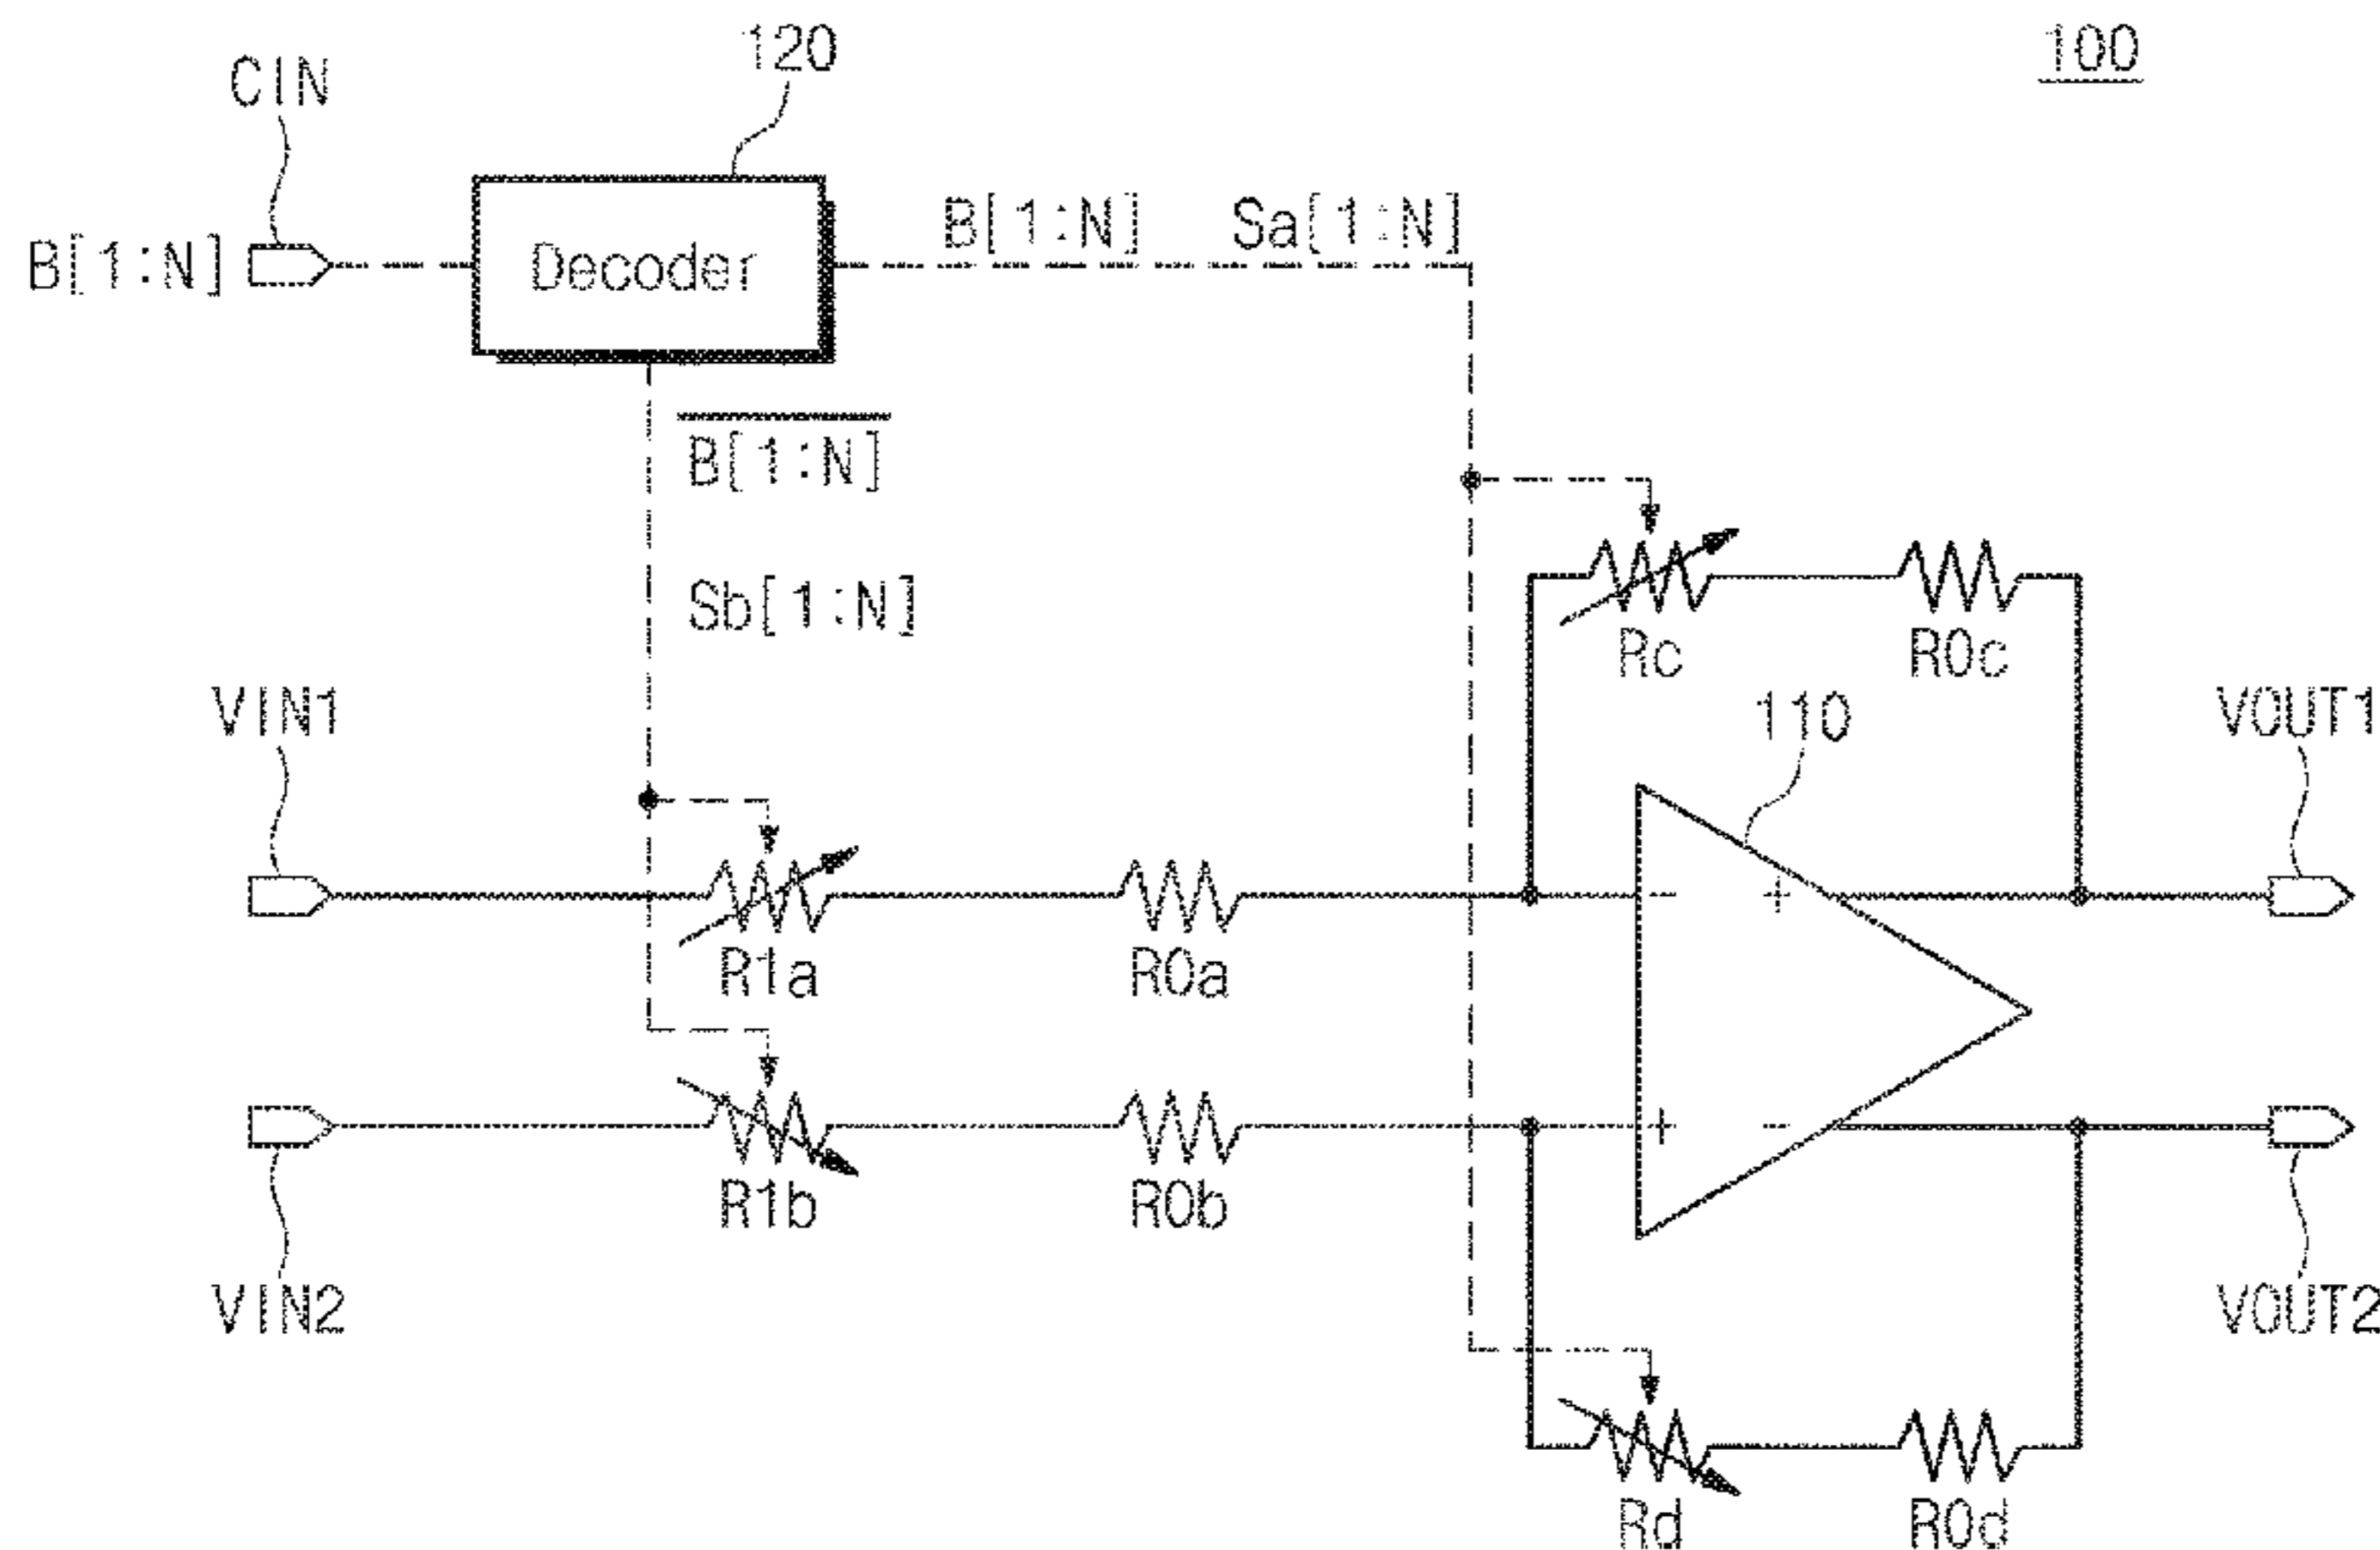 120
100
CIN
B[1:N]
Decoder
B[1:N]
Sa[1:N]
B[1:N]
Sb[1:N]
Rc
R0c
VIN1
110
VOUT1
-
+
R1a
R0a
+
-
R1b
R0b
VIN2
VOUT2
Rd
R0d